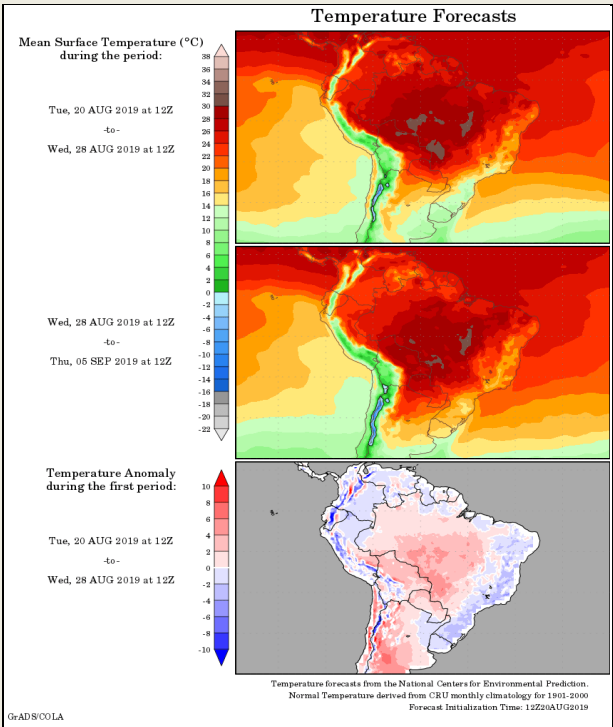 Temperature Forecasts
Mean Surface Temperature (°C)
during the period:
Tue, 20 AUG 2019 at 12Z
-to-
Wed, 28 AUG 2019 at 12Z
38
36
34
32
30
28
26
24
22
20
18
16
14
12
10
8
6
4
2
0
-2
-4
-6
-8
-10
-12
-14
-16
-18
-20
-22
Wed, 28 AUG 2019 at 12Z
-to-
Thu, 05 SEP 2019 at 12Z
Temperature Anomaly
during the first period:
Tue, 20 AUG 2019 at 12Z
-to-
Wed, 28 AUG 2019 at 12Z
10
8
6
4
2
0
-2
-4
-6
-8
-10
Temperature forecasts from the National Centers for Environmental Prediction.
Normal Temperature derived from CRU monthly climatology for 1901-2000
Forecast Initialization Time: 12Z20AUG2019
GrADS/COLA